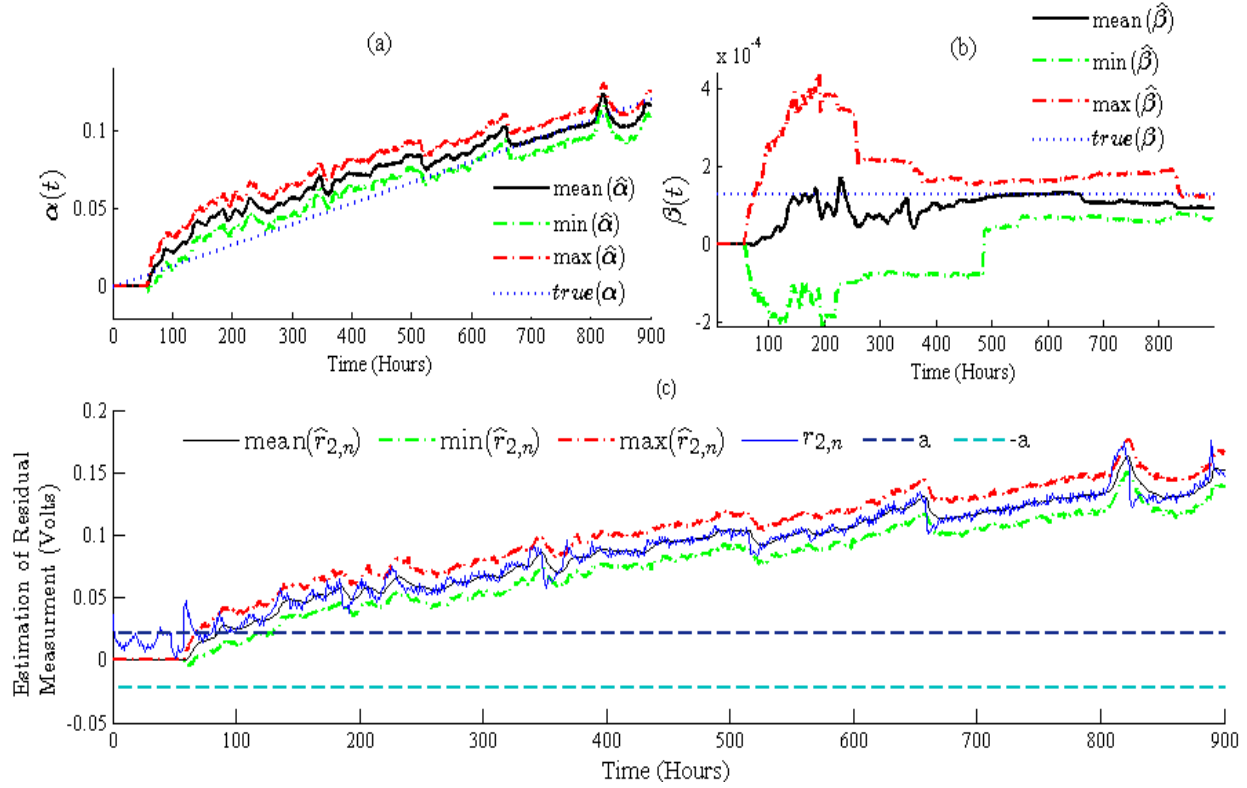 (a)
α(t)
0.1
0.05
0
0 100 200 300 400 500 600 700 800 900
Time (Hours)
mean(α̂)
min(α̂)
max(α̂)
true(α)
(b)
x 10⁻⁴
β(t)
4
2
0
-2
100 200 300 400 500 600 700 800
Time (Hours)
mean(β̂)
min(β̂)
max(β̂)
true(β)
(c)
Estimation of Residual
Measurment (Volts)
0.2
0.15
0.1
0.05
0
-0.05
mean(r̂2,n) min(r̂2,n) max(r̂2,n) r2,n a -a
0 100 200 300 400 500 600 700 800 900
Time (Hours)